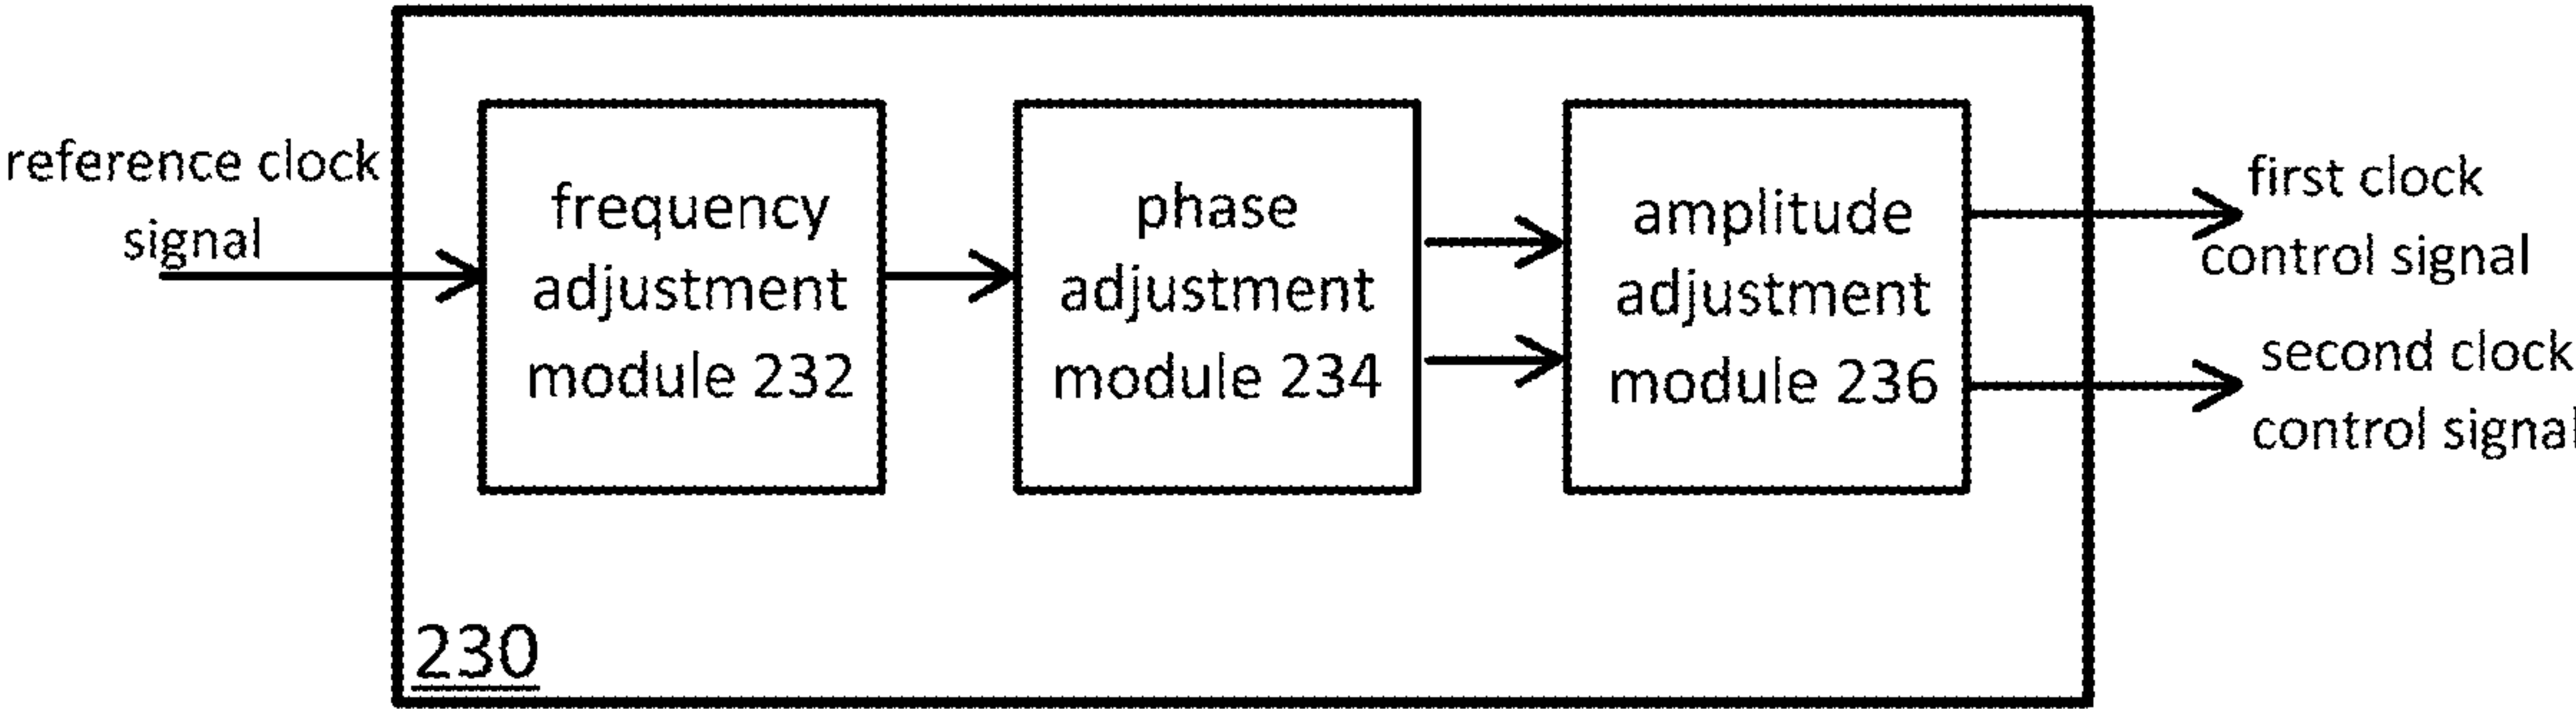 reference clock
signal
frequency
adjustment
module 232
phase
adjustment
module 234
amplitude
adjustment
module 236
first clock
control signal
second clock
control signal
230